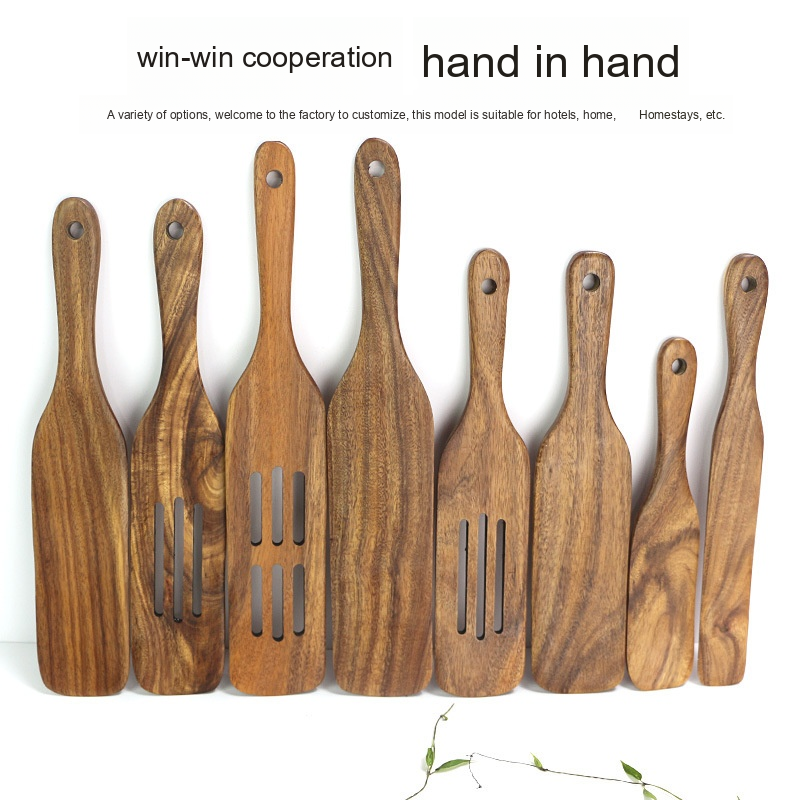 win-win cooperation hand in hand
A variety of options, welcome to the factory to customize, this model is suitable for hotels, home, Homestays, etc.